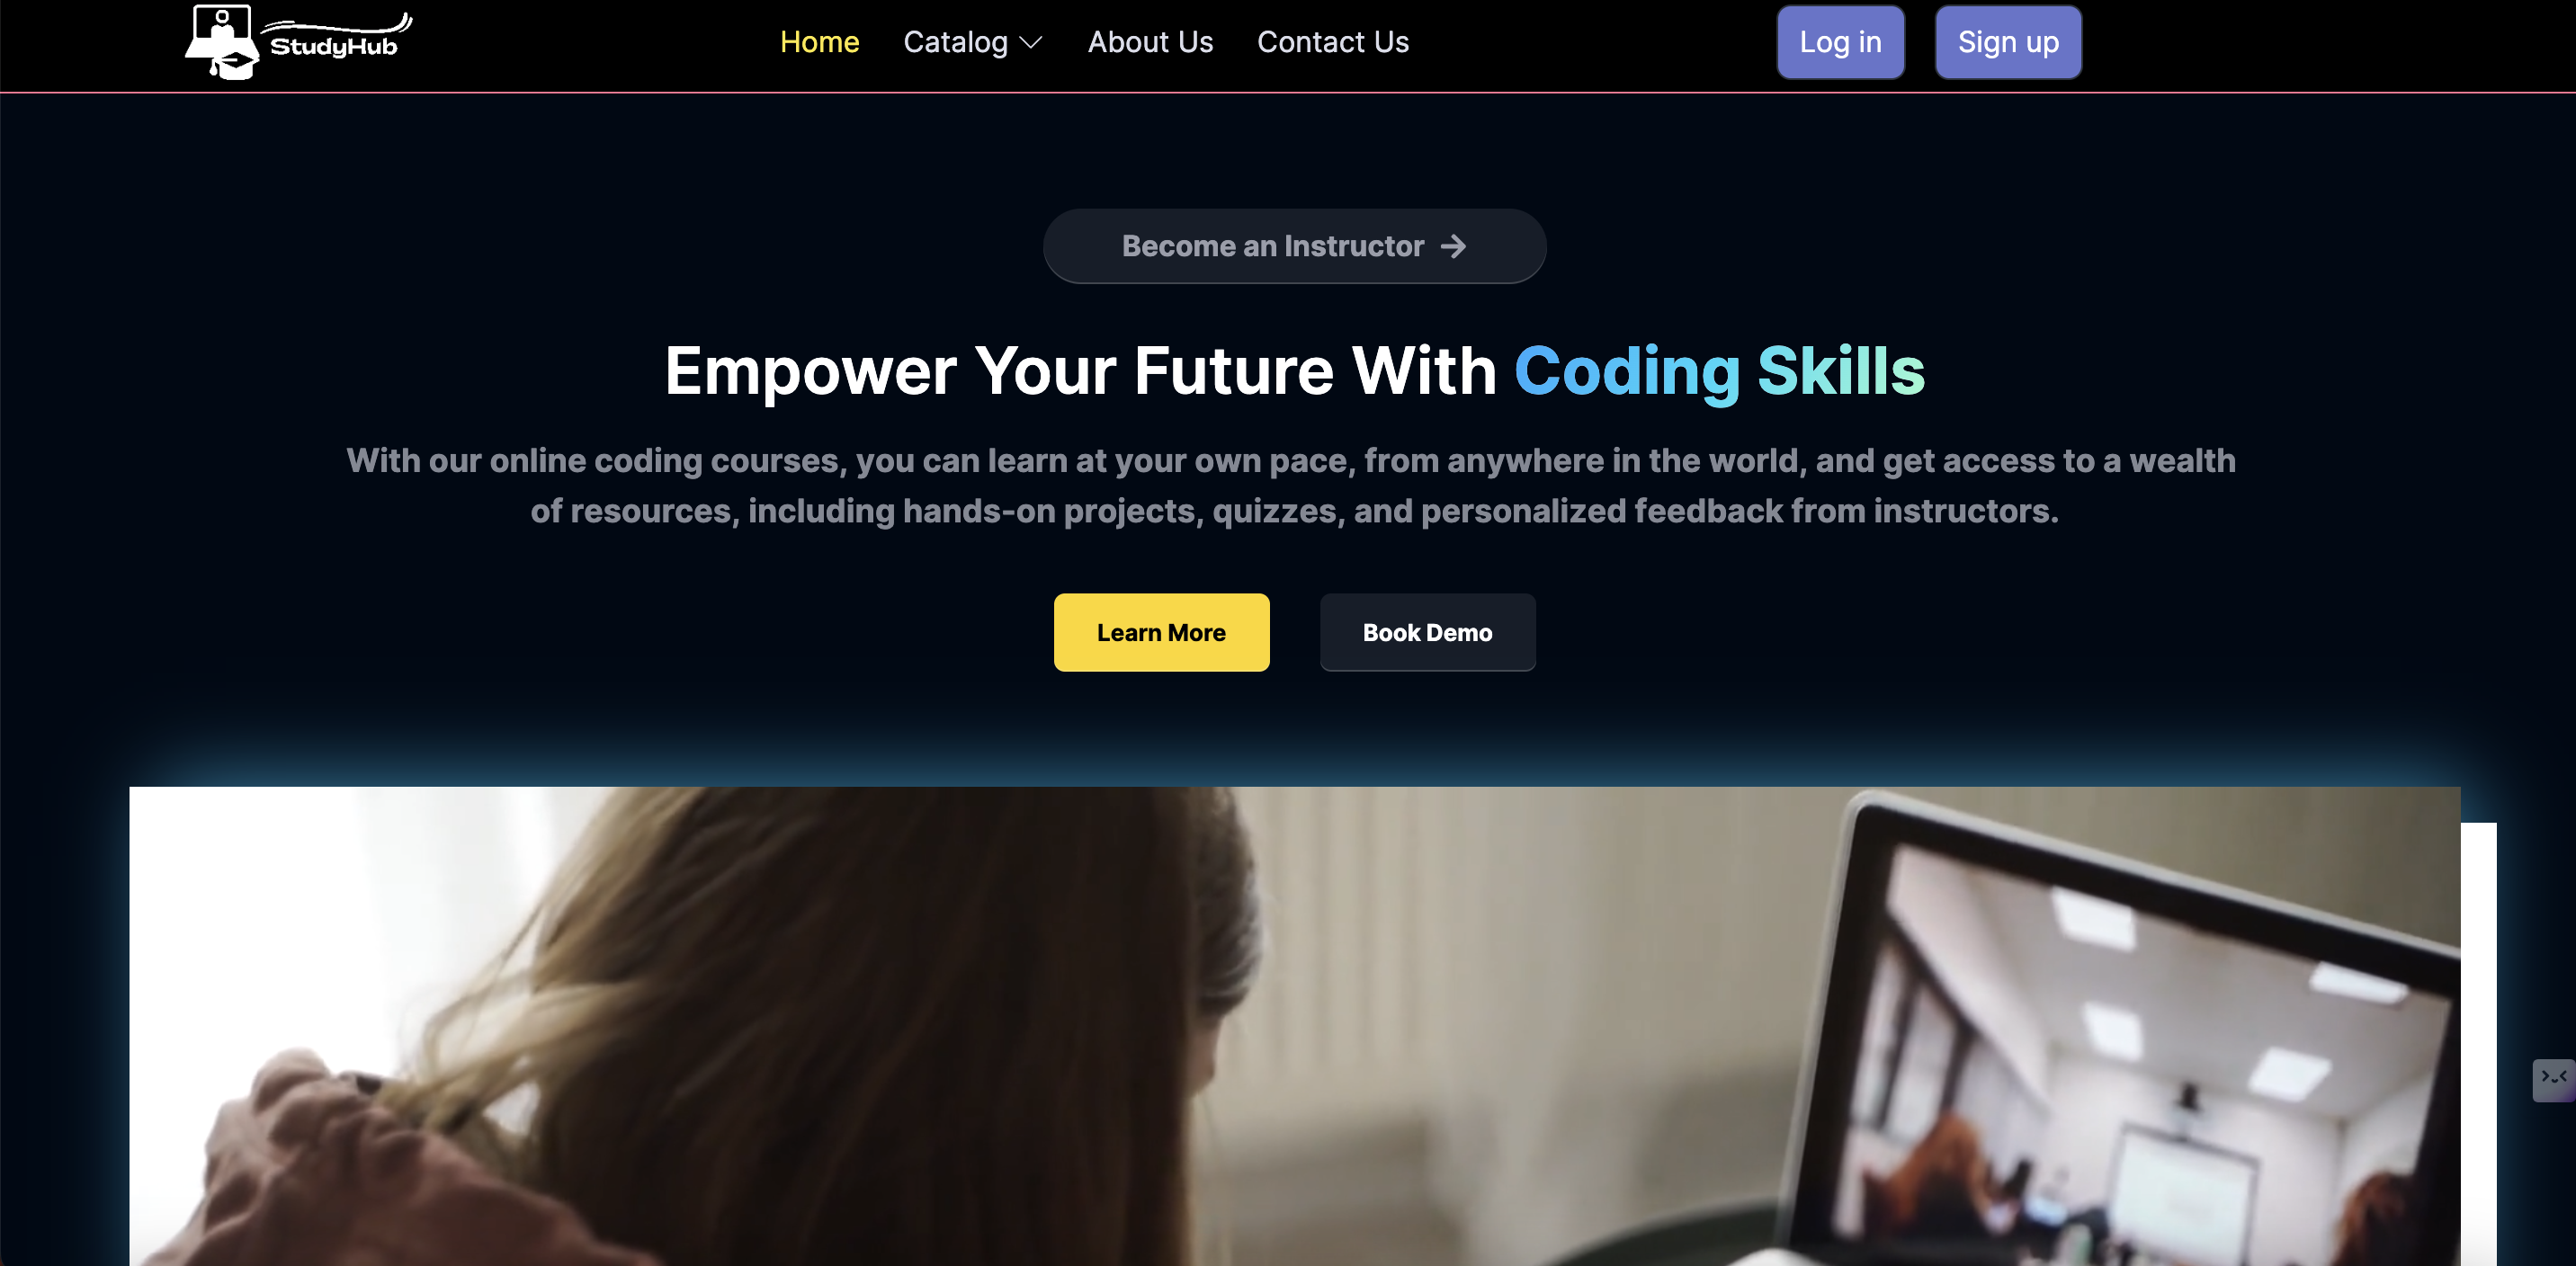 StudyHub
Home
Catalog
About Us
Contact Us
Log in
Sign up
Become an Instructor →
Empower Your Future With Coding Skills
With our online coding courses, you can learn at your own pace, from anywhere in the world, and get access to a wealth
of resources, including hands-on projects, quizzes, and personalized feedback from instructors.
Learn More
Book Demo